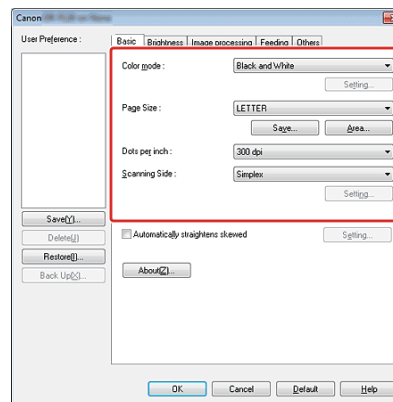 Canon
User Preference :
Basic Brightness Image processing Feeding Others
Color mode : Black and White
Setting...
Page Size : LETTER
Save... Area...
Dots per inch : 300 dpi
Scanning Side : Simplex
Setting...
Save(Y)...
Automatically straightens skewed Setting...
Delete(J)
Restore(I)...
About(Z)...
Back Up(X)...
OK Cancel Default Help